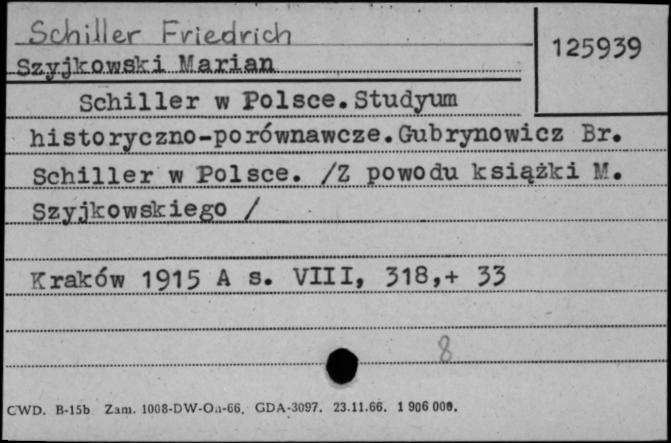 Schiller Friedrich
125939
Szyjkowski Marian
Schiller w Polsce. Studyum
historyczno-porównawcze. Gubrynowicz Br.
Schiller w Polsce. /Z powodu książki M.
Szyjkowskiego /
Kraków 1915 A s. VIII, 318,+ 33
8
CWD. B-15b Zam. 1008-DW-On-66. GDA-3097. 23.11.66. 1 906 000.